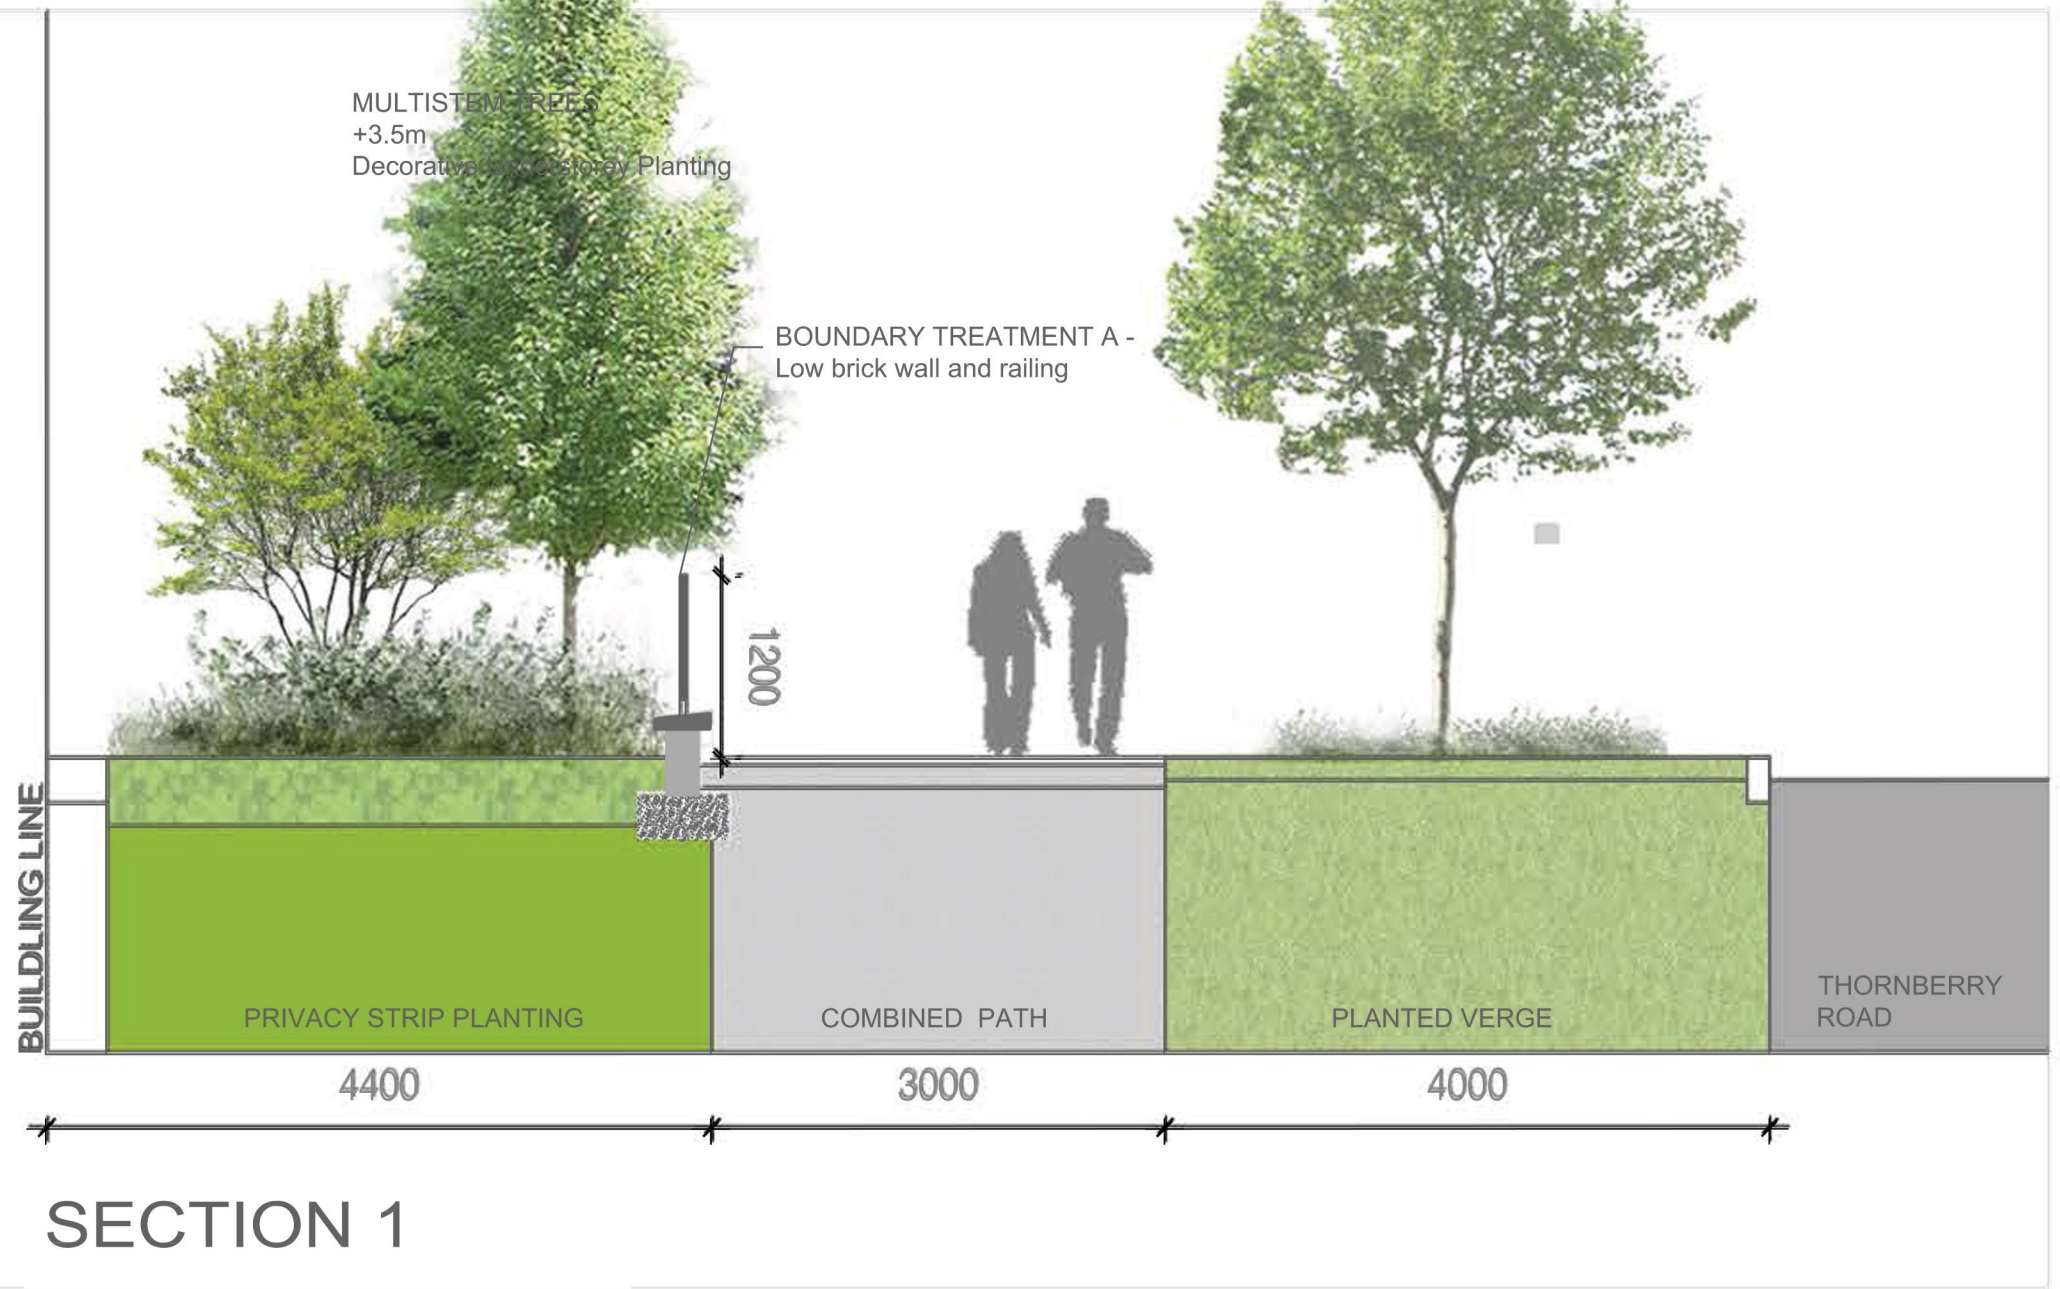 MULTISTEM TREES
+3.5m
Decorative Understorey Planting
BOUNDARY TREATMENT A -
Low brick wall and railing
1200
BUILDLING LINE
PRIVACY STRIP PLANTING
COMBINED PATH
PLANTED VERGE
THORNBERRY
ROAD
4400
3000
4000
SECTION 1